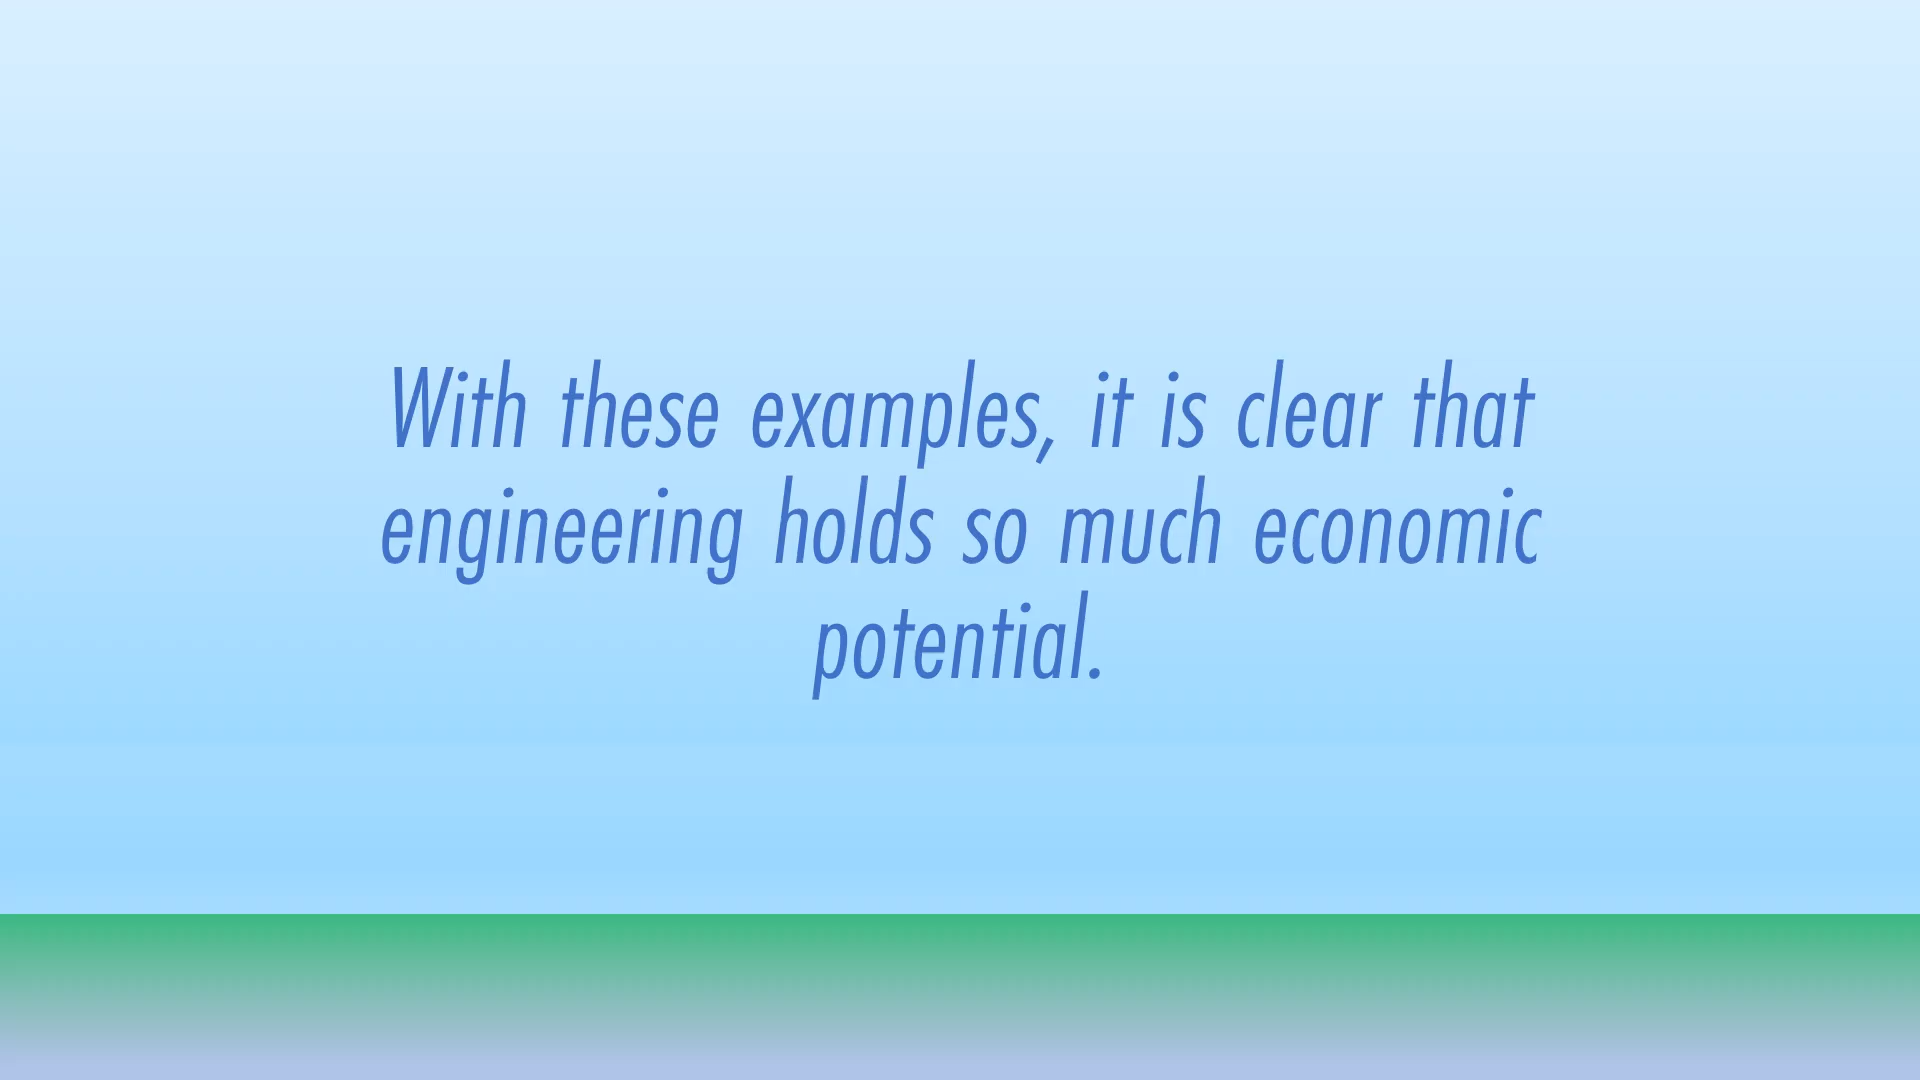 With these examples, it is clear that
engineering holds so much economic
potential.